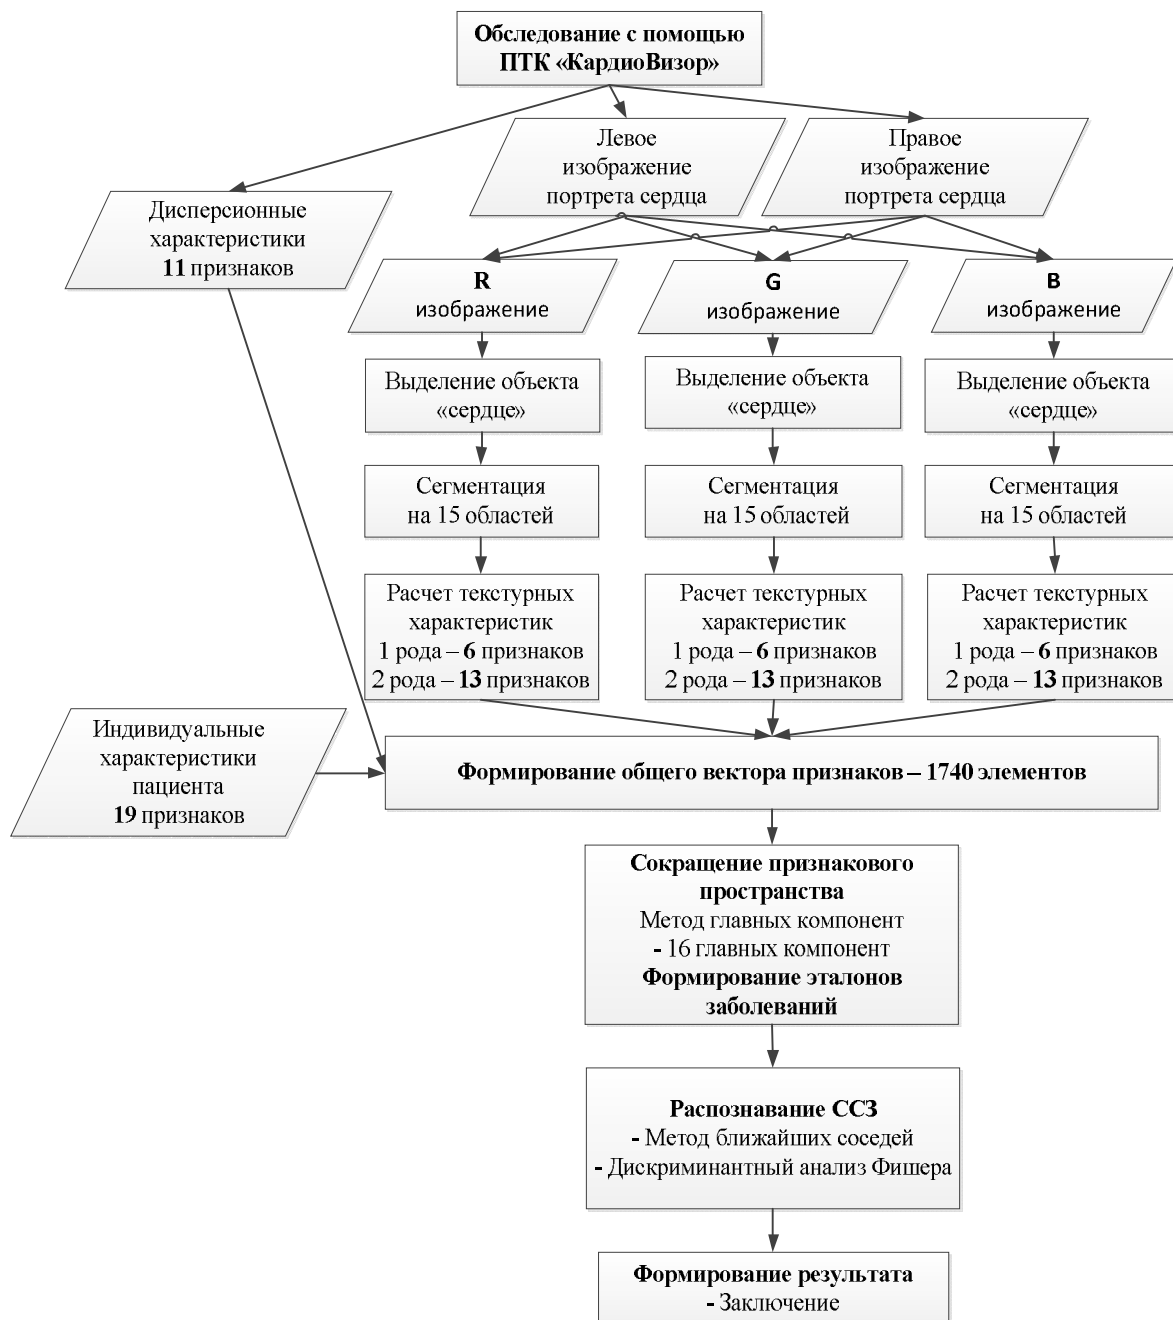 Обследование с помощью
ПТК «КардиоВизор»
Левое
изображение
портрета сердца
Правое
изображение
портрета сердца
Дисперсионные
характеристики
11 признаков
R
изображение
G
изображение
B
изображение
Выделение объекта
«сердце»
Выделение объекта
«сердце»
Выделение объекта
«сердце»
Сегментация
на 15 областей
Сегментация
на 15 областей
Сегментация
на 15 областей
Расчет текстурных
характеристик
1 рода – 6 признаков
2 рода – 13 признаков
Расчет текстурных
характеристик
1 рода – 6 признаков
2 рода – 13 признаков
Расчет текстурных
характеристик
1 рода – 6 признаков
2 рода – 13 признаков
Индивидуальные
характеристики
пациента
19 признаков
Формирование общего вектора признаков – 1740 элементов
Сокращение признакового
пространства
Метод главных компонент
- 16 главных компонент
Формирование эталонов
заболеваний
Распознавание ССЗ
- Метод ближайших соседей
- Дискриминантный анализ Фишера
Формирование результата
- Заключение